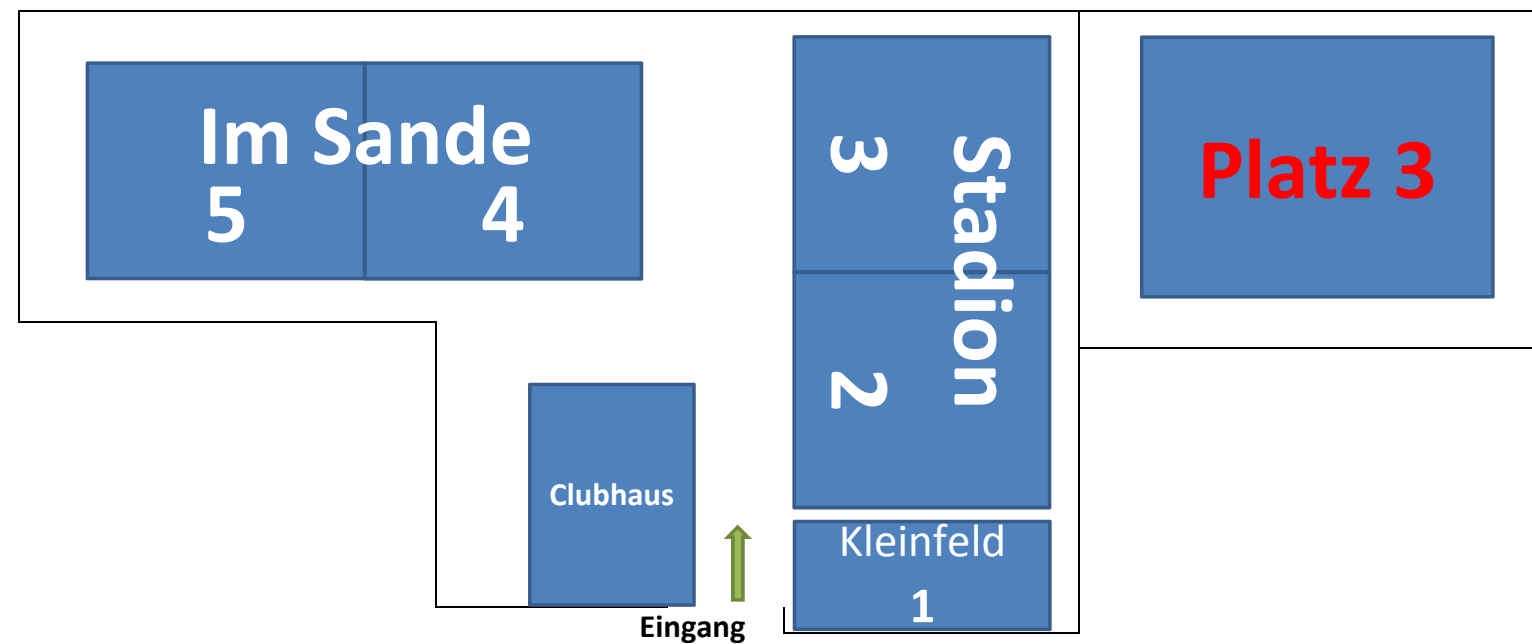 Im Sande
5 4
3
Stadion
2
Platz 3
Clubhaus
Kleinfeld
1
Eingang